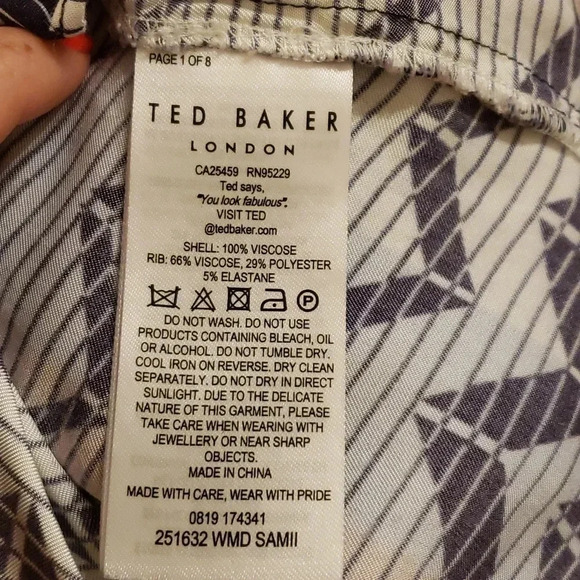 PAGE 1 OF 8
TED BAKER
LONDON
CA25459 RN95229
Ted says,
"You look fabulous".
VISIT TED
@tedbaker.com
SHELL: 100% VISCOSE
RIB: 66% VISCOSE, 29% POLYESTER
5% ELASTANE
P
DO NOT WASH. DO NOT USE
PRODUCTS CONTAINING BLEACH, OIL
OR ALCOHOL. DO NOT TUMBLE DRY.
COOL IRON ON REVERSE. DRY CLEAN
SEPARATELY. DO NOT DRY IN DIRECT
SUNLIGHT. DUE TO THE DELICATE
NATURE OF THIS GARMENT, PLEASE
TAKE CARE WHEN WEARING WITH
JEWELLERY OR NEAR SHARP
OBJECTS.
MADE IN CHINA
MADE WITH CARE, WEAR WITH PRIDE
0819 174341
251632 WMD SAMII